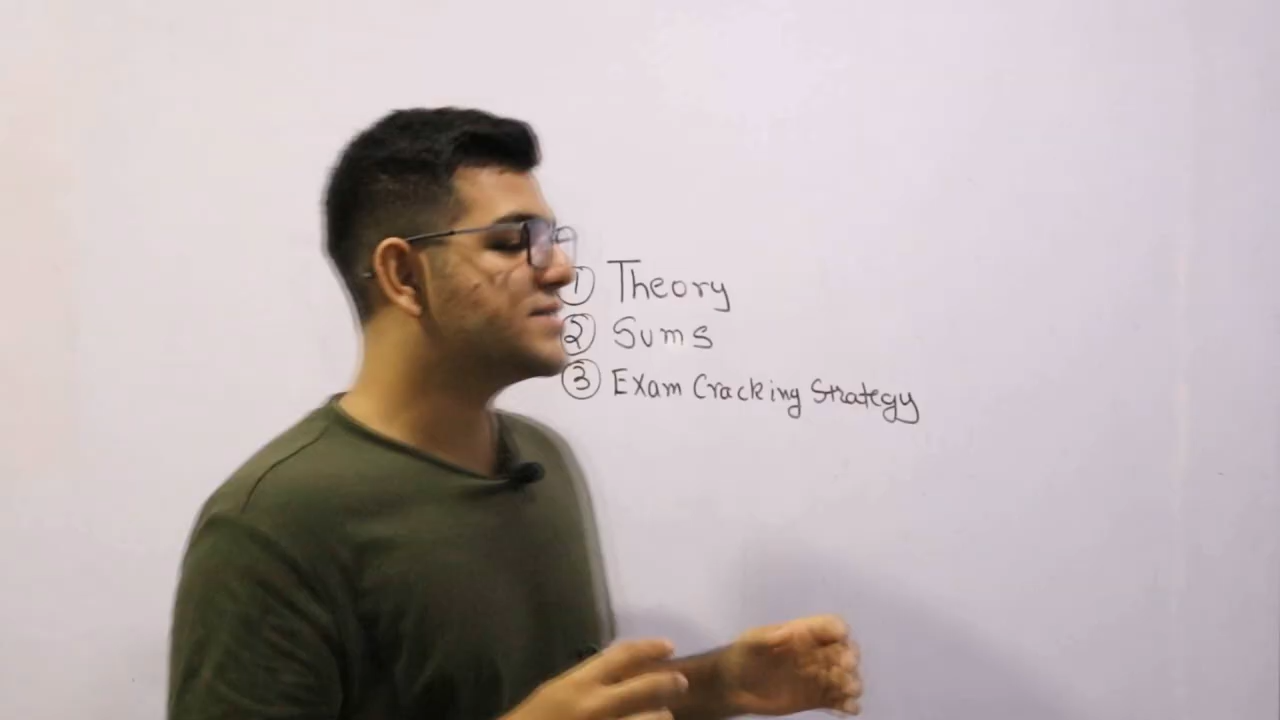 ① Theory
② Sums
③ Exam Cracking Strategy